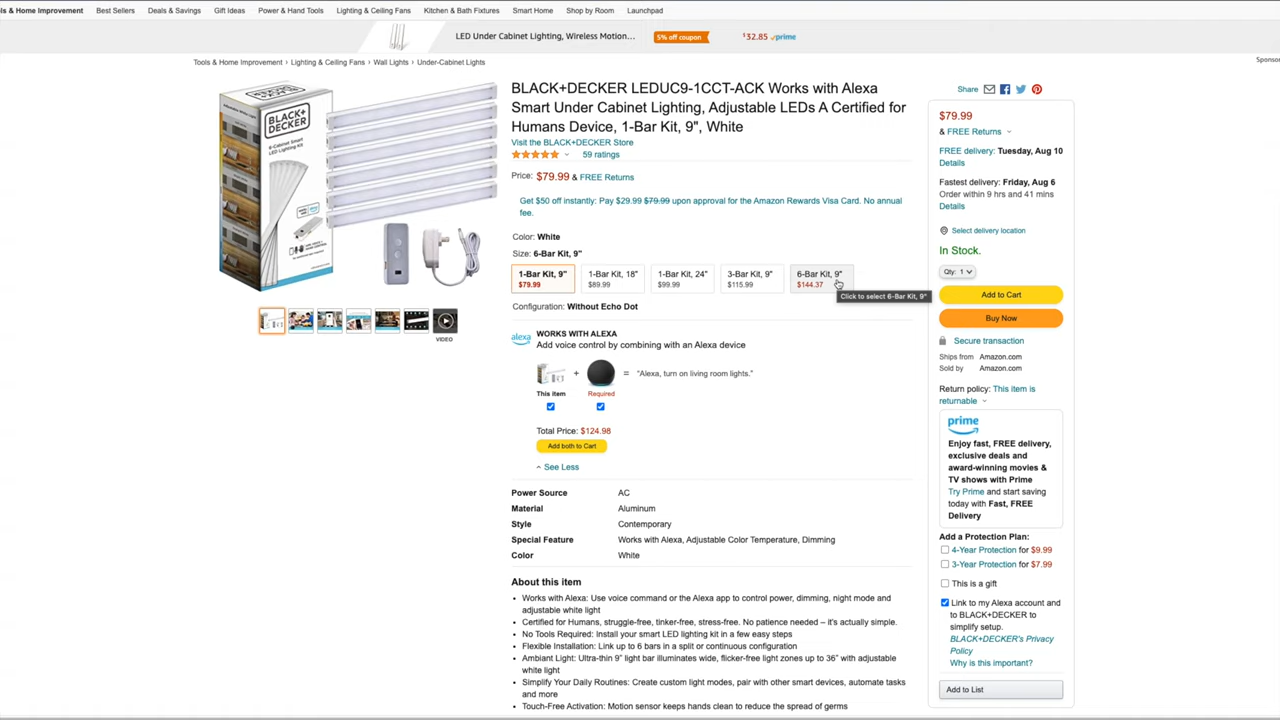 ls & Home Improvement Best Sellers Deals & Savings Gift Ideas Power & Hand Tools Lighting & Ceiling Fans Kitchen & Bath Fixtures Smart Home Shop by Room Launchpad
LED Under Cabinet Lighting, Wireless Motion... 5% off coupon $32.85 prime
Tools & Home Improvement › Lighting & Ceiling Fans › Wall Lights › Under-Cabinet Lights
Sponsor
BLACK+DECKER LEDUC9-1CCT-ACK Works with Alexa
Smart Under Cabinet Lighting, Adjustable LEDs A Certified for
Humans Device, 1-Bar Kit, 9", White
Visit the BLACK+DECKER Store
59 ratings
Price: $79.99 & FREE Returns
Get $50 off instantly: Pay $29.99 $79.99 upon approval for the Amazon Rewards Visa Card. No annual
fee.
Color: White
Size: 6-Bar Kit, 9"
1-Bar Kit, 9" 1-Bar Kit, 18" 1-Bar Kit, 24" 3-Bar Kit, 9" 6-Bar Kit, 9"
$79.99 $89.99 $99.99 $115.99 $144.37
Click to select 6-Bar Kit, 9"
Configuration: Without Echo Dot
alexa
WORKS WITH ALEXA
Add voice control by combining with an Alexa device
+ = "Alexa, turn on living room lights."
This item Required
Total Price: $124.98
Add both to Cart
See Less
Power Source AC
Material Aluminum
Style Contemporary
Special Feature Works with Alexa, Adjustable Color Temperature, Dimming
Color White
About this item
• Works with Alexa: Use voice command or the Alexa app to control power, dimming, night mode and
adjustable white light
• Certified for Humans, struggle-free, tinker-free, stress-free. No patience needed – it's actually simple.
• No Tools Required: Install your smart LED lighting kit in a few easy steps
• Flexible Installation: Link up to 6 bars in a split or continuous configuration
• Ambiant Light: Ultra-thin 9" light bar illuminates wide, flicker-free light zones up to 36" with adjustable
white light
• Simplify Your Daily Routines: Create custom light modes, pair with other smart devices, automate tasks
and more
• Touch-Free Activation: Motion sensor keeps hands clean to reduce the spread of germs
BLACK+
DECKER
VIDEO
Share
$79.99
& FREE Returns
FREE delivery: Tuesday, Aug 10
Details
Fastest delivery: Friday, Aug 6
Order within 9 hrs and 41 mins
Details
Select delivery location
In Stock.
Qty: 1
Add to Cart
Buy Now
Secure transaction
Ships from Amazon.com
Sold by Amazon.com
Return policy: This item is
returnable
prime
Enjoy fast, FREE delivery,
exclusive deals and
award-winning movies &
TV shows with Prime
Try Prime and start saving
today with Fast, FREE
Delivery
Add a Protection Plan:
4-Year Protection for $9.99
3-Year Protection for $7.99
This is a gift
Link to my Alexa account and
to BLACK+DECKER to
simplify setup.
BLACK+DECKER's Privacy
Policy
Why is this important?
Add to List